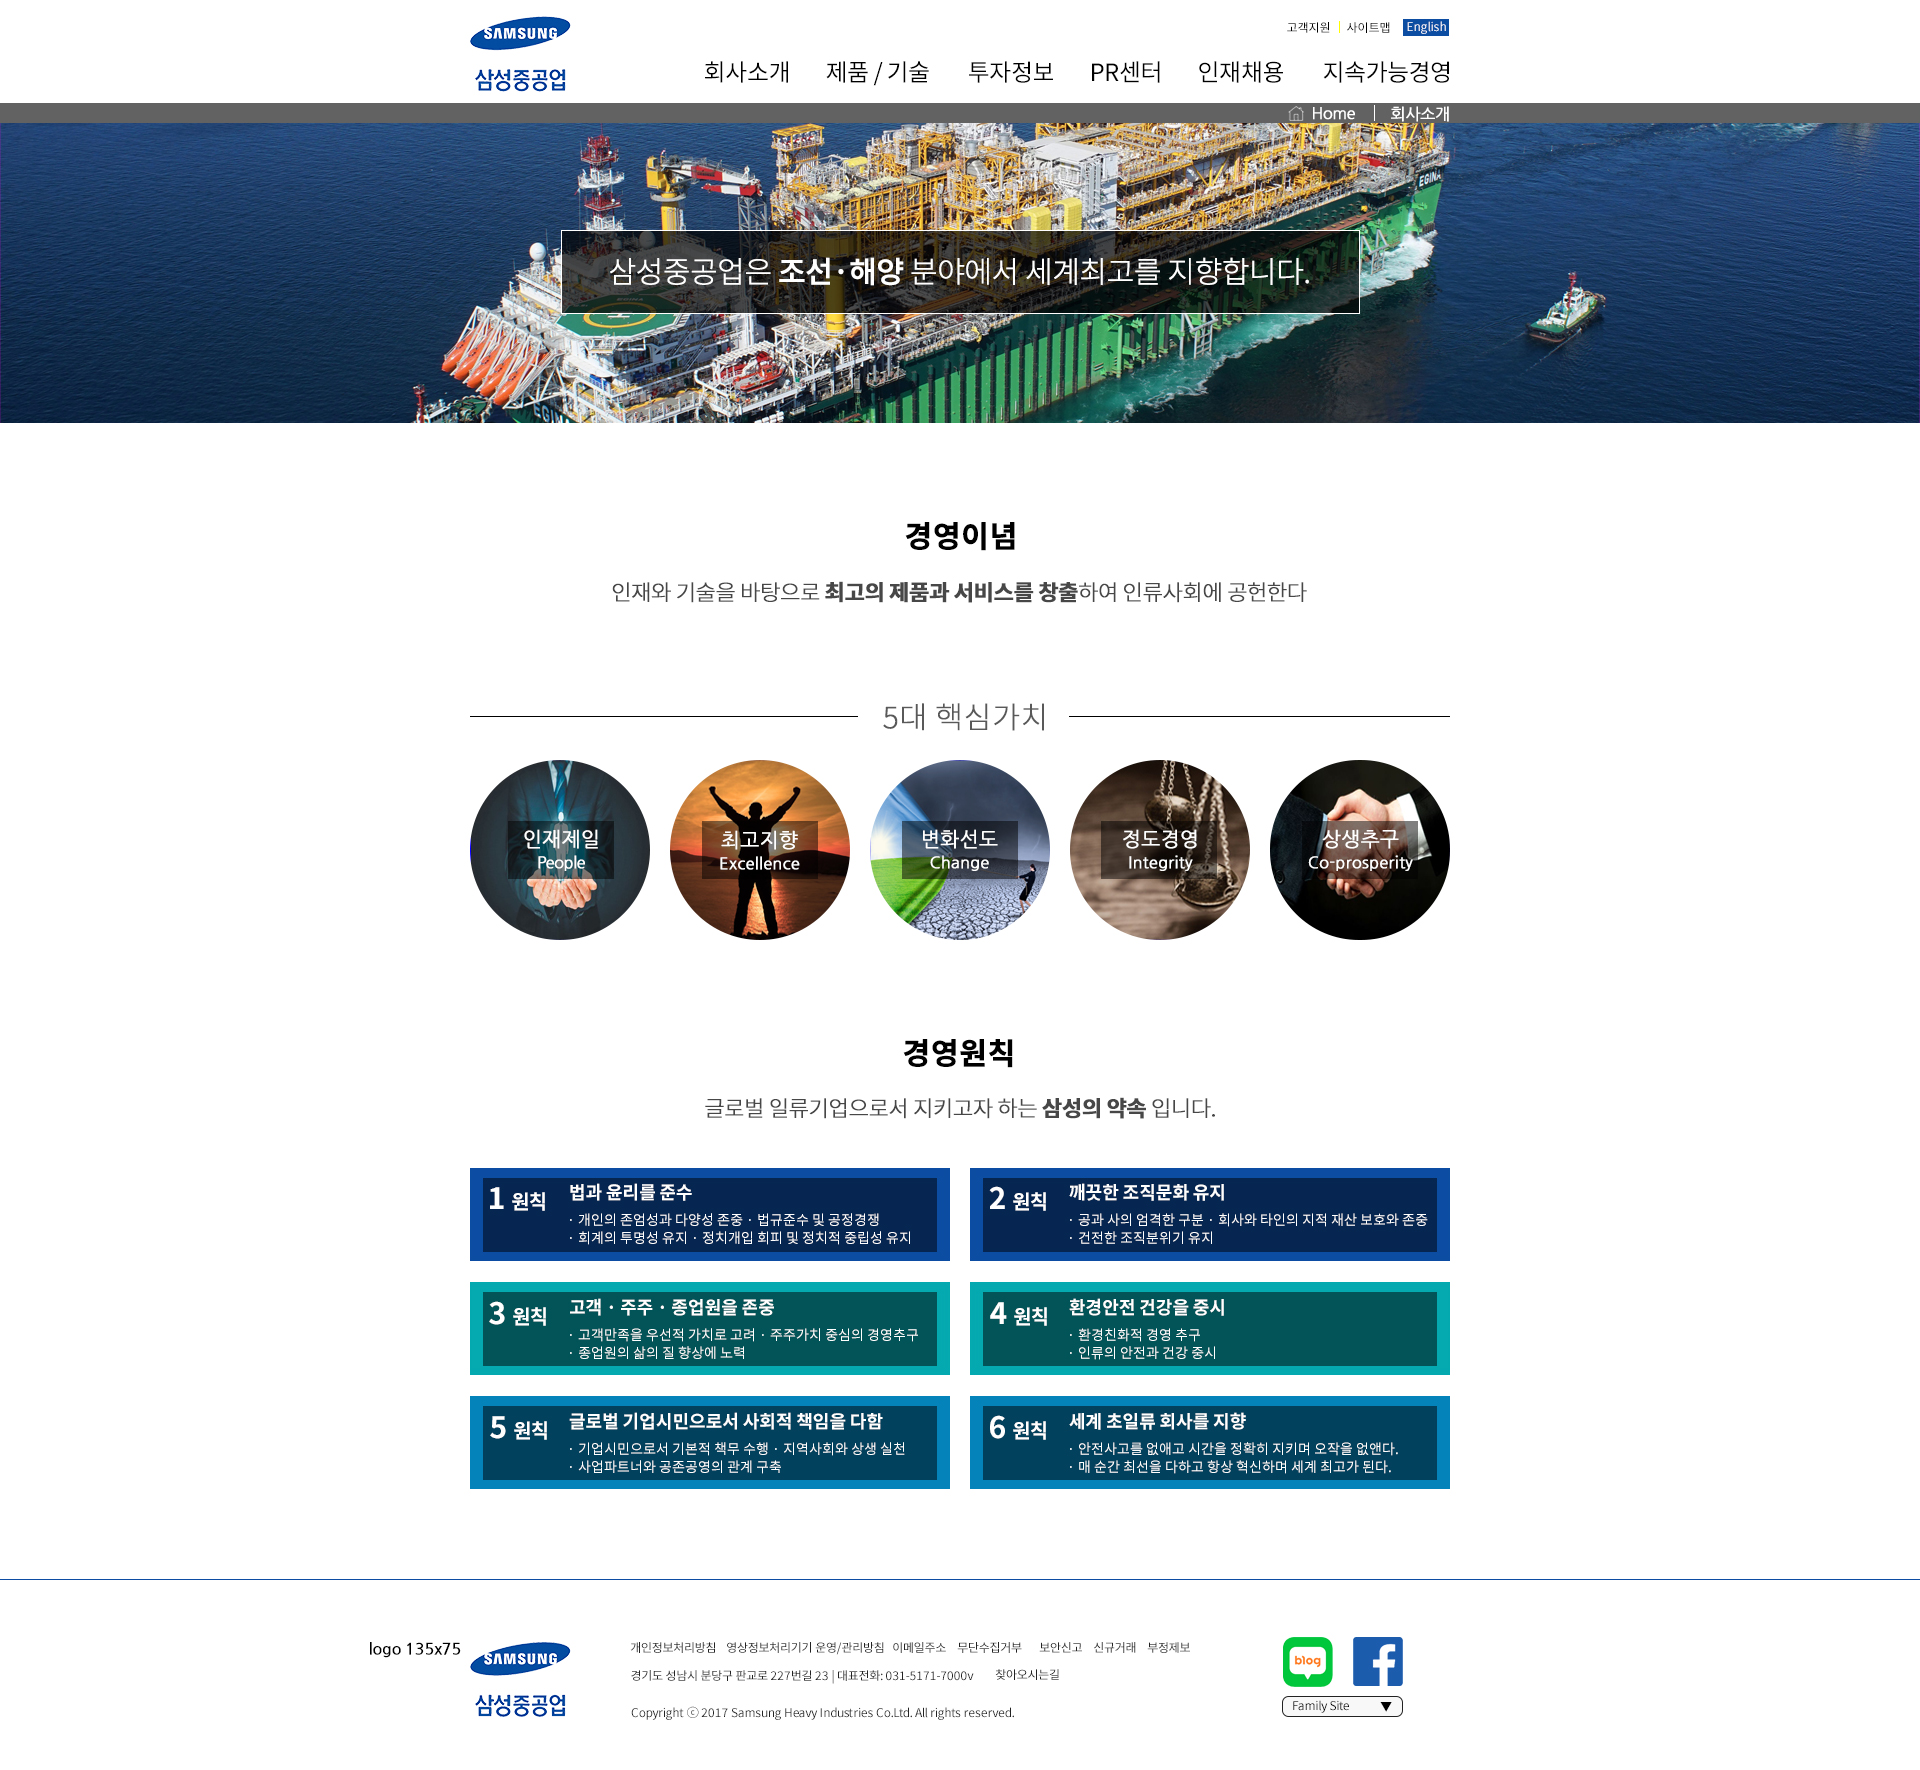 SAMSUNG
삼성중공업
고객지원 사이트맵 English
회사소개 제품 / 기술 투자정보 PR센터 인재채용 지속가능경영
Home 회사소개
EGINA
삼성중공업은 조선·해양 분야에서 세계최고를 지향합니다.
EGINA
경영이념
인재와 기술을 바탕으로 최고의 제품과 서비스를 창출하여 인류사회에 공헌한다
5대 핵심가치
인재제일
People
최고지향
Excellence
변화선도
Change
정도경영
Integrity
상생추구
Co-prosperity
경영원칙
글로벌 일류기업으로서 지키고자 하는 삼성의 약속 입니다.
1 원칙
법과 윤리를 준수
· 개인의 존엄성과 다양성 존중 · 법규준수 및 공정경쟁
· 회계의 투명성 유지 · 정치개입 회피 및 정치적 중립성 유지
2 원칙
깨끗한 조직문화 유지
· 공과 사의 엄격한 구분 · 회사와 타인의 지적 재산 보호와 존중
· 건전한 조직분위기 유지
3 원칙
고객 · 주주 · 종업원을 존중
· 고객만족을 우선적 가치로 고려 · 주주가치 중심의 경영추구
· 종업원의 삶의 질 향상에 노력
4 원칙
환경안전 건강을 중시
· 환경친화적 경영 추구
· 인류의 안전과 건강 중시
5 원칙
글로벌 기업시민으로서 사회적 책임을 다함
· 기업시민으로서 기본적 책무 수행 · 지역사회와 상생 실천
· 사업파트너와 공존공영의 관계 구축
6 원칙
세계 초일류 회사를 지향
· 안전사고를 없애고 시간을 정확히 지키며 오작을 없앤다.
· 매 순간 최선을 다하고 항상 혁신하며 세계 최고가 된다.
logo 135x75
SAMSUNG
삼성중공업
개인정보처리방침 영상정보처리기기 운영/관리방침 이메일주소 무단수집거부 보안신고 신규거래 부정제보
경기도 성남시 분당구 판교로 227번길 23 | 대표전화: 031-5171-7000v 찾아오시는길
Copyright ⓒ 2017 Samsung Heavy Industries Co.Ltd. All rights reserved.
blog
Family Site ▼